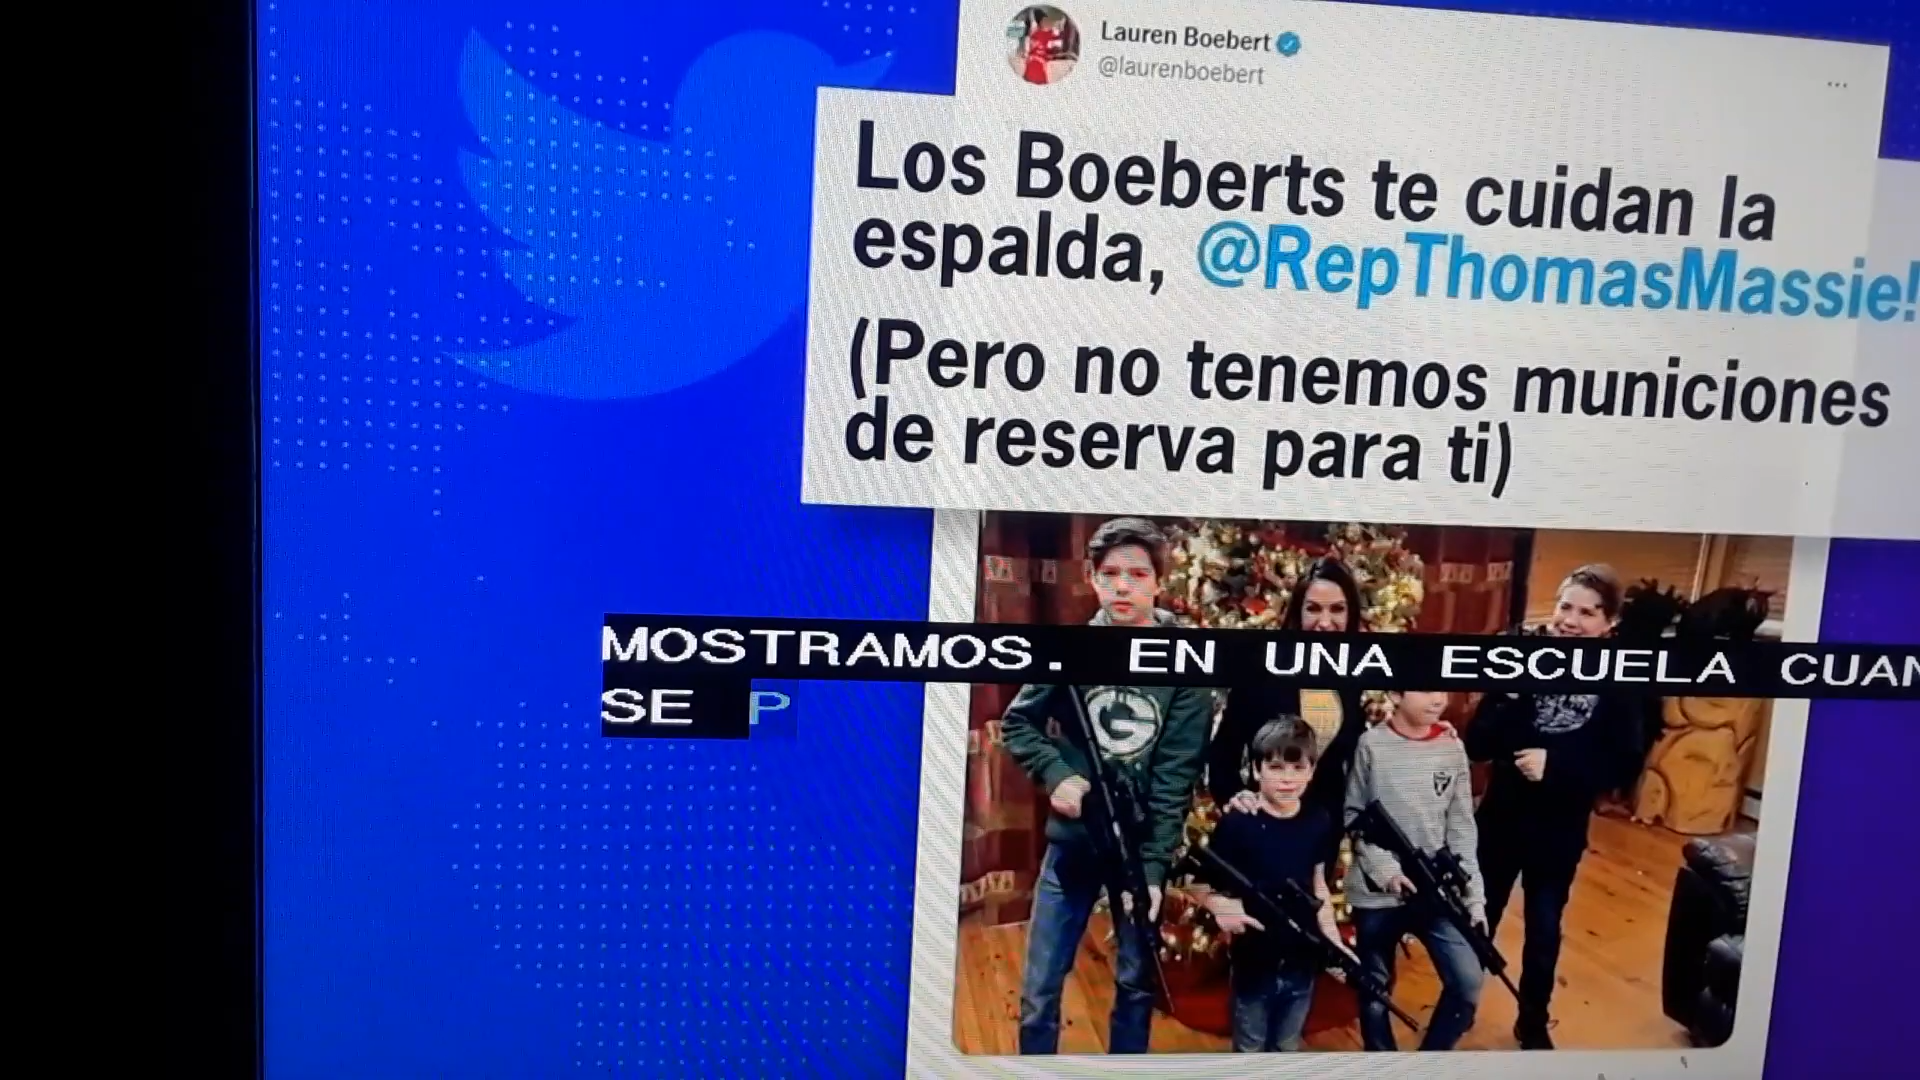 Lauren Boebert
@laurenboebert
Los Boeberts te cuidan la
espalda, @RepThomasMassie!
(Pero no tenemos municiones
de reserva para ti)
MOSTRAMOS. EN UNA ESCUELA CUAN
SE P
G